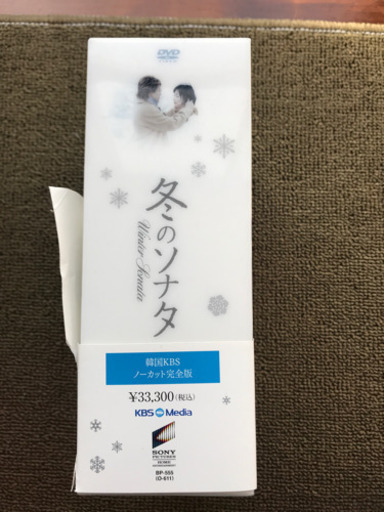 DVD
冬のソナタ
Winter Sonata
韓国KBS
ノーカット完全版
¥33,300(税込)
KBS Media
SONY
PICTURES
BP-555
(O-611)